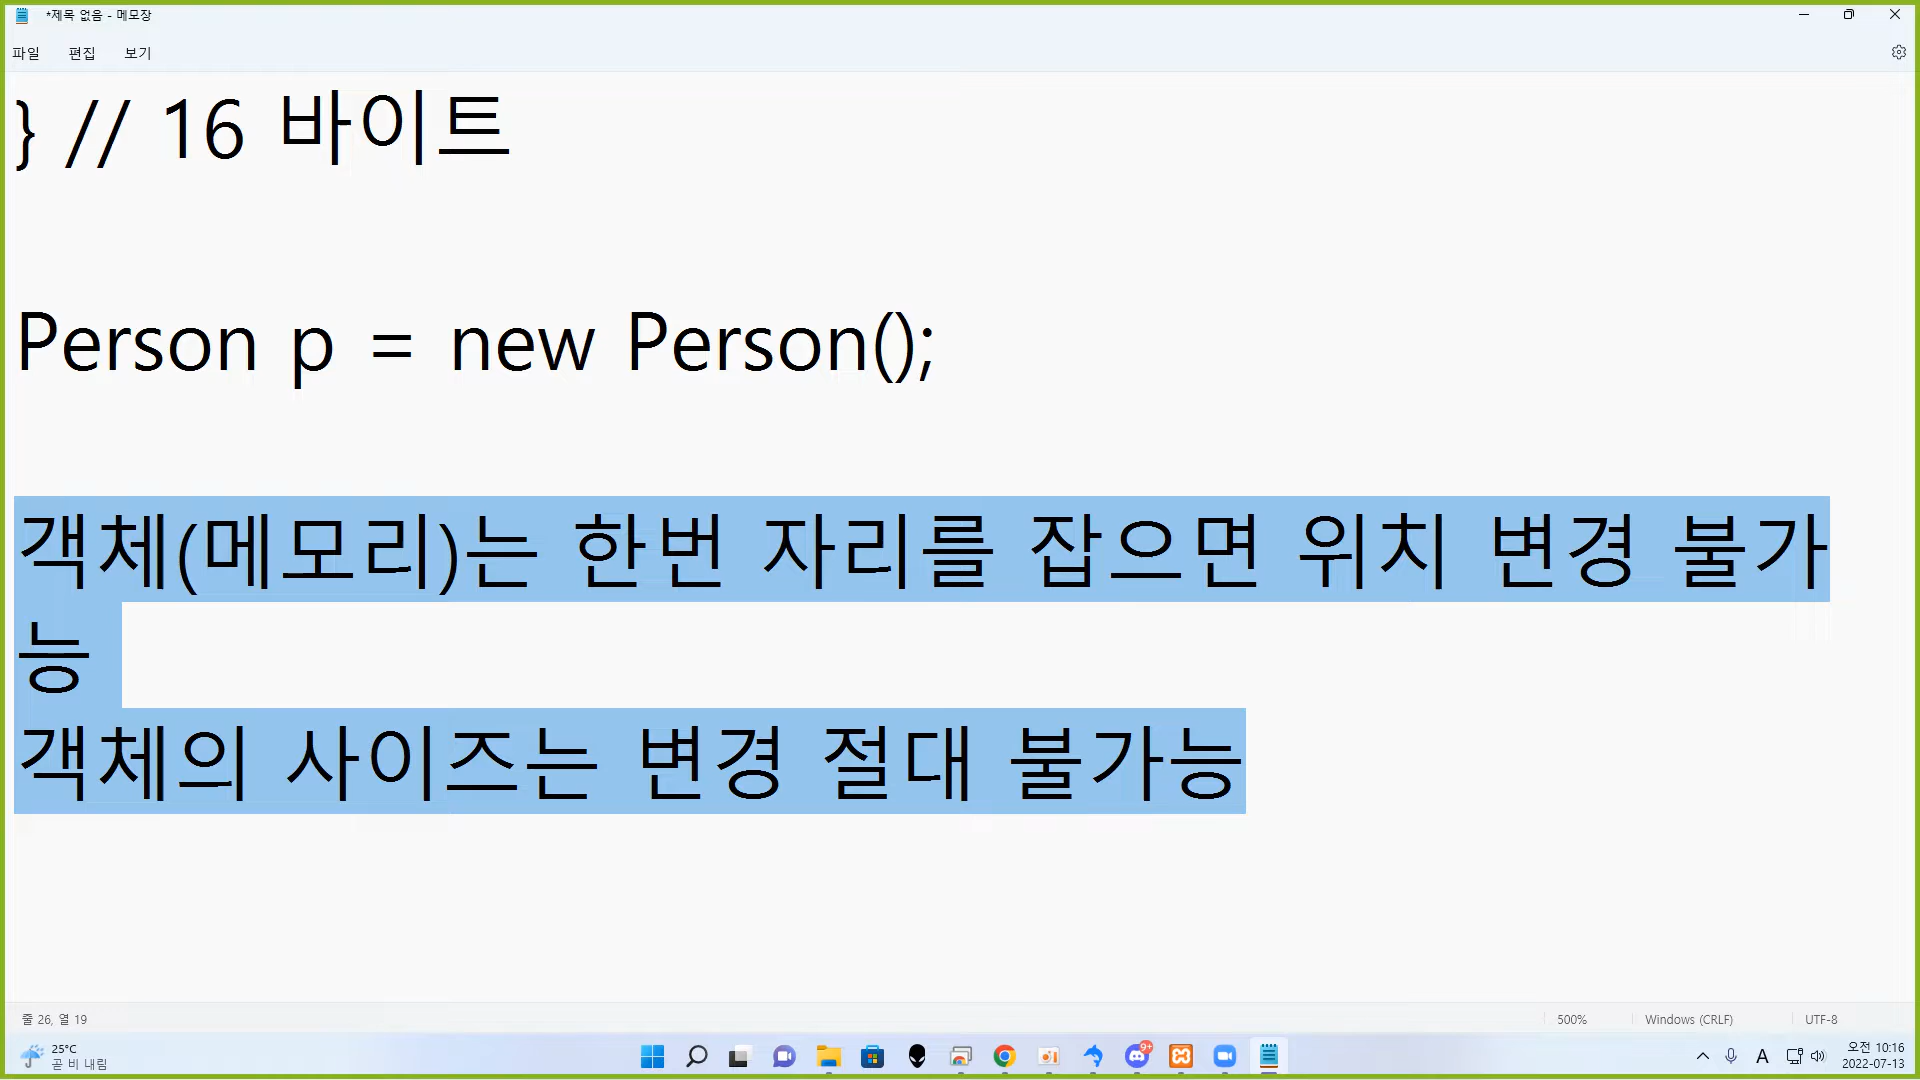 *제목 없음 - 메모장
파일 편집 보기
} // 16 바이트
Person p = new Person();
객체(메모리)는 한번 자리를 잡으면 위치 변경 불가
능
객체의 사이즈는 변경 절대 불가능
줄 26, 열 19
500%
Windows (CRLF)
UTF-8
25°C
곧 비 내림
9+
A
오전 10:16
2022-07-13